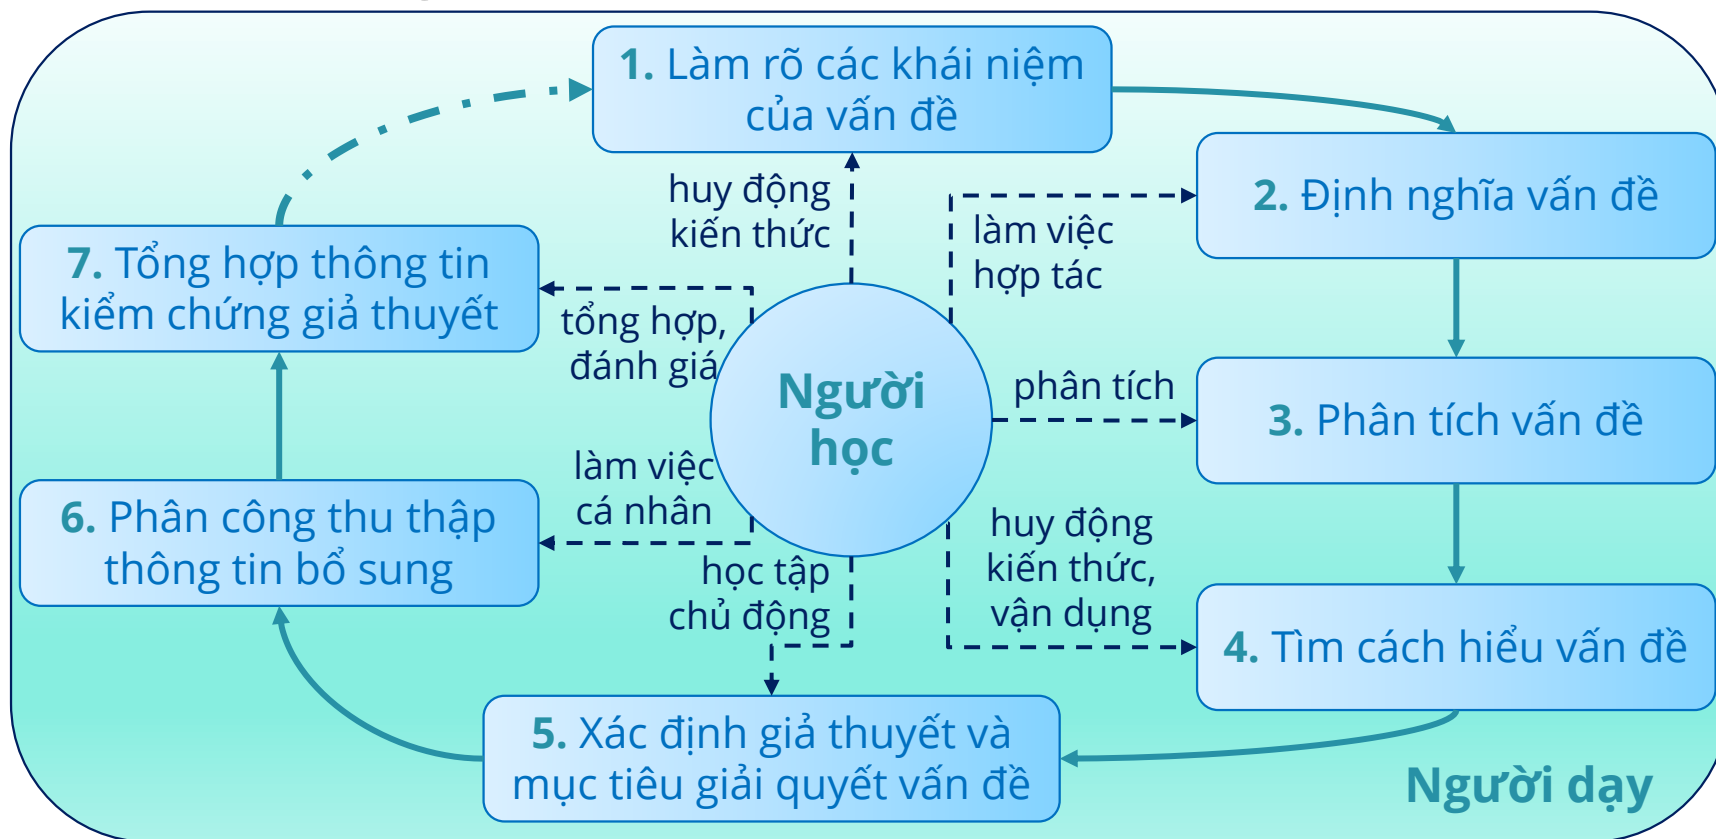 1. Làm rõ các khái niệm
của vấn đề
huy động
kiến thức
2. Định nghĩa vấn đề
làm việc
hợp tác
7. Tổng hợp thông tin
kiểm chứng giả thuyết
tổng hợp,
đánh giá
Người
học
phân tích
3. Phân tích vấn đề
làm việc
cá nhân
6. Phân công thu thập
thông tin bổ sung
học tập
chủ động
huy động
kiến thức,
vận dụng
4. Tìm cách hiểu vấn đề
5. Xác định giả thuyết và
mục tiêu giải quyết vấn đề
Người dạy